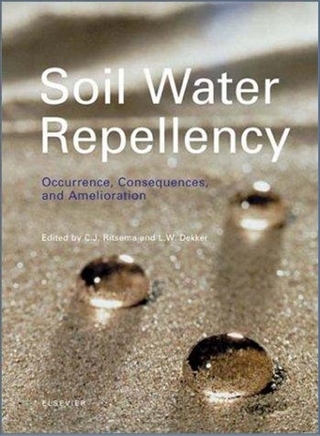 Soil Water
Repellency
Occurrence, Consequences,
and Amelioration
Edited by C.J. Ritsema and L.W. Dekker
ELSEVIER